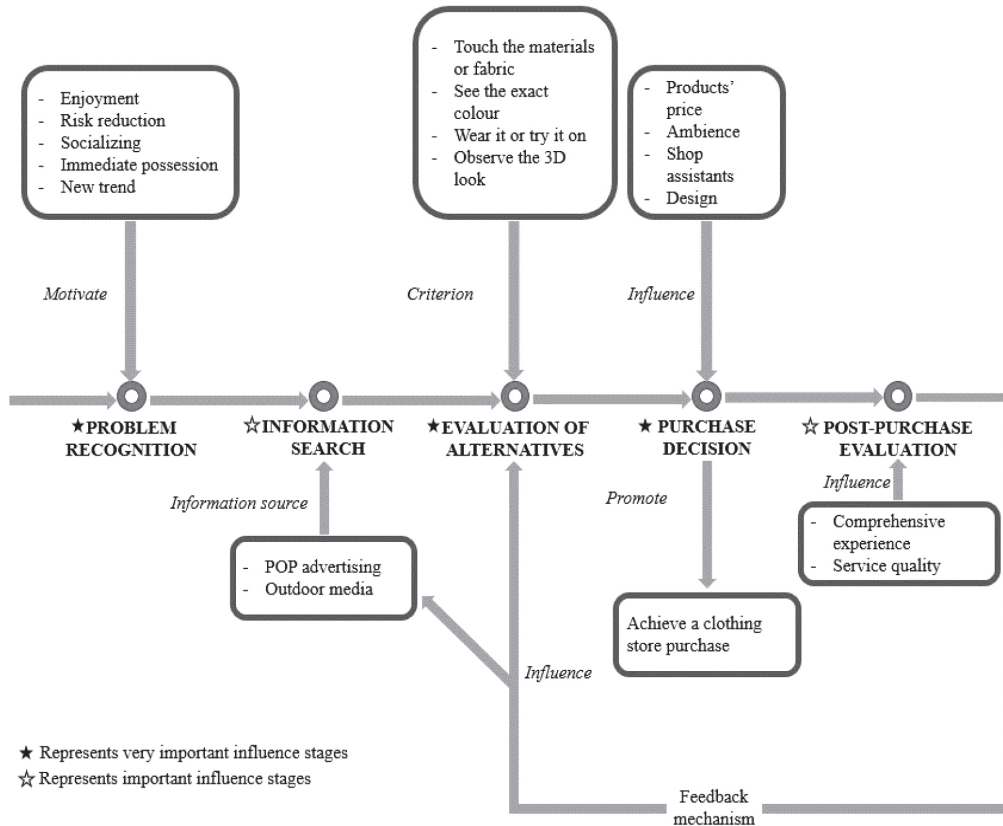 - Enjoyment
- Risk reduction
- Socializing
- Immediate possession
- New trend
- Touch the materials
or fabric
- See the exact
colour
- Wear it or try it on
- Observe the 3D
look
- Products’
price
- Ambience
- Shop
assistants
- Design
Motivate
Criterion
Influence
★PROBLEM
RECOGNITION
☆INFORMATION
SEARCH
★EVALUATION OF
ALTERNATIVES
★ PURCHASE
DECISION
☆ POST-PURCHASE
EVALUATION
Information source
Promote
Influence
- POP advertising
- Outdoor media
- Comprehensive
experience
- Service quality
Achieve a clothing
store purchase
Influence
★ Represents very important influence stages
☆ Represents important influence stages
Feedback
mechanism